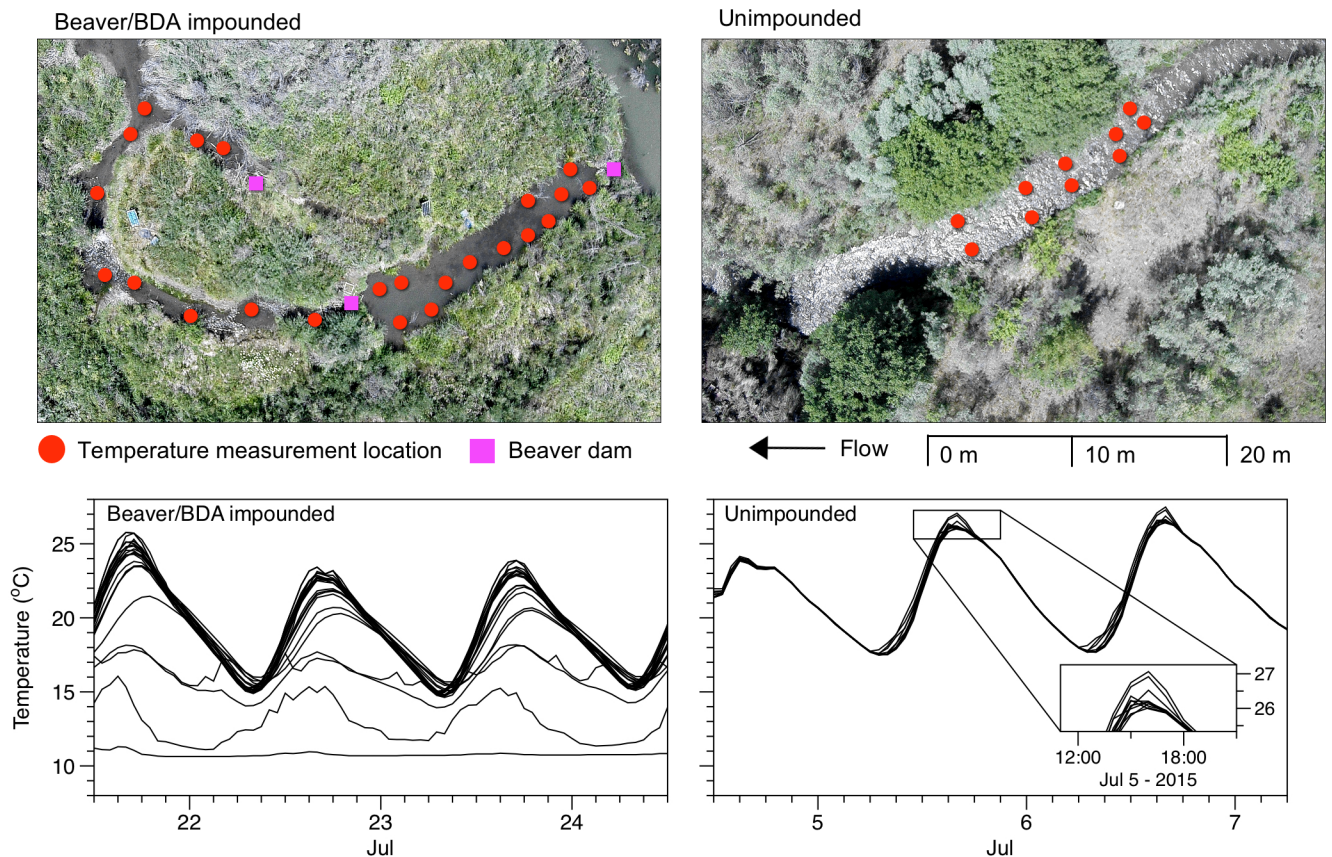 Beaver/BDA impounded
Unimpounded
Temperature measurement location
Beaver dam
Flow
0 m
10 m
20 m
Beaver/BDA impounded
Unimpounded
Temperature (°C)
25
20
15
10
22
23
24
Jul
27
26
12:00
18:00
Jul 5 - 2015
5
6
7
Jul